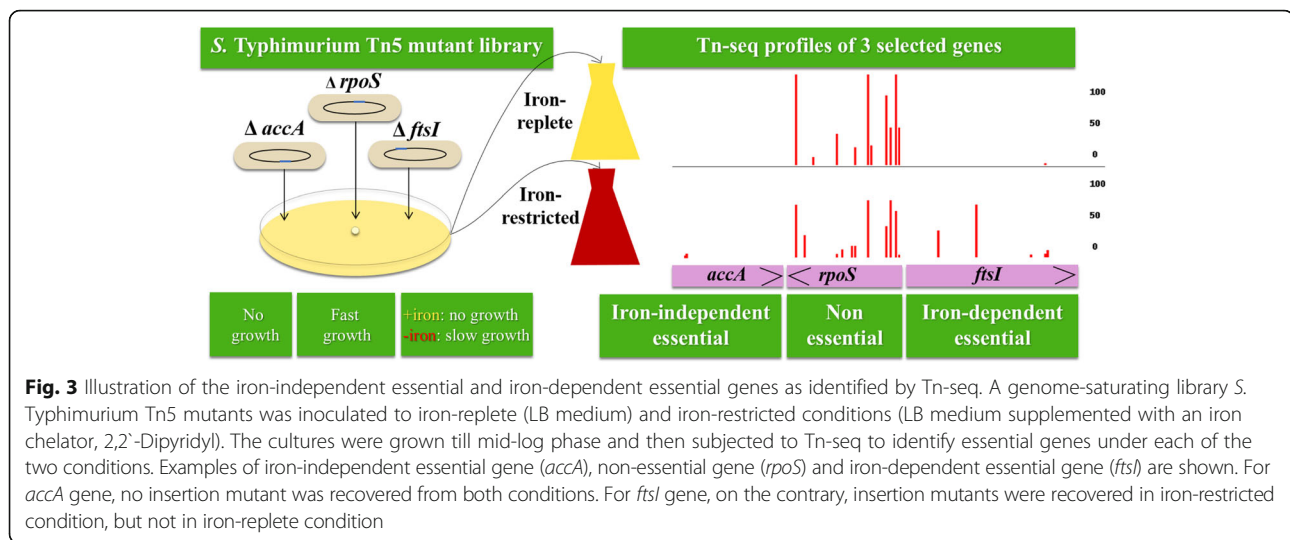 S. Typhimurium Tn5 mutant library
Δ rpoS
Δ accA
Δ ftsI
Iron-
replete
Iron-
restricted
No
growth
Fast
growth
+iron: no growth
-iron: slow growth
Tn-seq profiles of 3 selected genes
100
50
0
100
50
0
accA
rpoS
ftsI
Iron-independent
essential
Non
essential
Iron-dependent
essential
Fig. 3 Illustration of the iron-independent essential and iron-dependent essential genes as identified by Tn-seq. A genome-saturating library S.
Typhimurium Tn5 mutants was inoculated to iron-replete (LB medium) and iron-restricted conditions (LB medium supplemented with an iron
chelator, 2,2`-Dipyridyl). The cultures were grown till mid-log phase and then subjected to Tn-seq to identify essential genes under each of the
two conditions. Examples of iron-independent essential gene (accA), non-essential gene (rpoS) and iron-dependent essential gene (ftsI) are shown. For
accA gene, no insertion mutant was recovered from both conditions. For ftsI gene, on the contrary, insertion mutants were recovered in iron-restricted
condition, but not in iron-replete condition